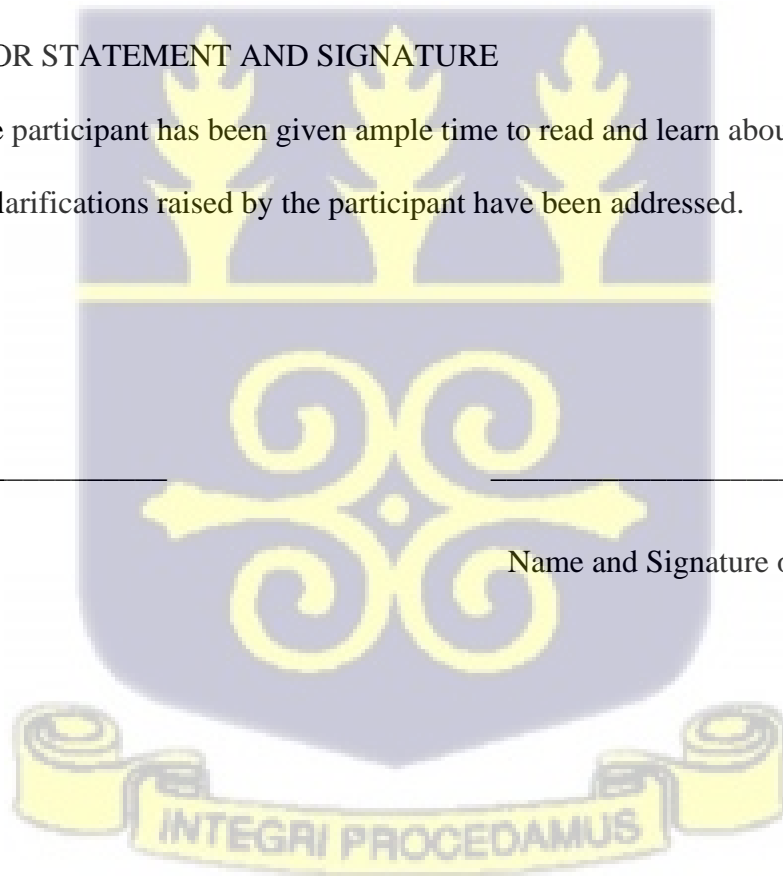 OR STATEMENT AND SIGNATURE
participant has been given ample time to read and learn abou
larifications raised by the participant have been addressed.
Name and Signature o
INTEGRI PROCEDAMUS